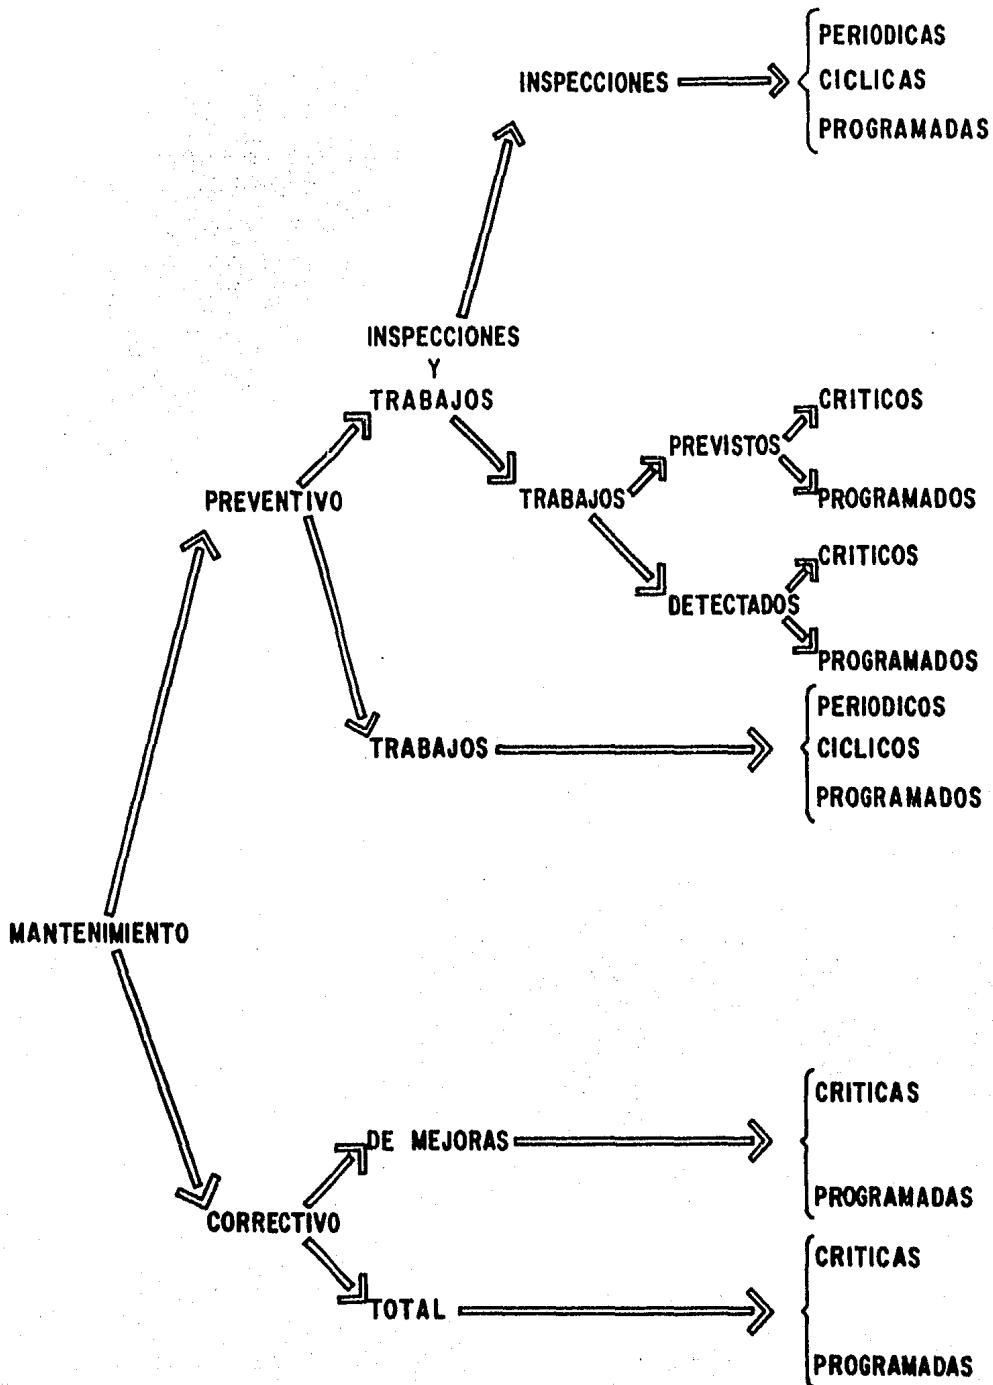 PERIODICAS
INSPECCIONES
CICLICAS
PROGRAMADAS
INSPECCIONES
Y
TRABAJOS
CRITICOS
PREVISTOS
PREVENTIVO
TRABAJOS
PROGRAMADOS
CRITICOS
DETECTADOS
PROGRAMADOS
PERIODICOS
TRABAJOS
CICLICOS
PROGRAMADOS
MANTENIMIENTO
CRITICAS
DE MEJORAS
PROGRAMADAS
CORRECTIVO
CRITICAS
TOTAL
PROGRAMADAS